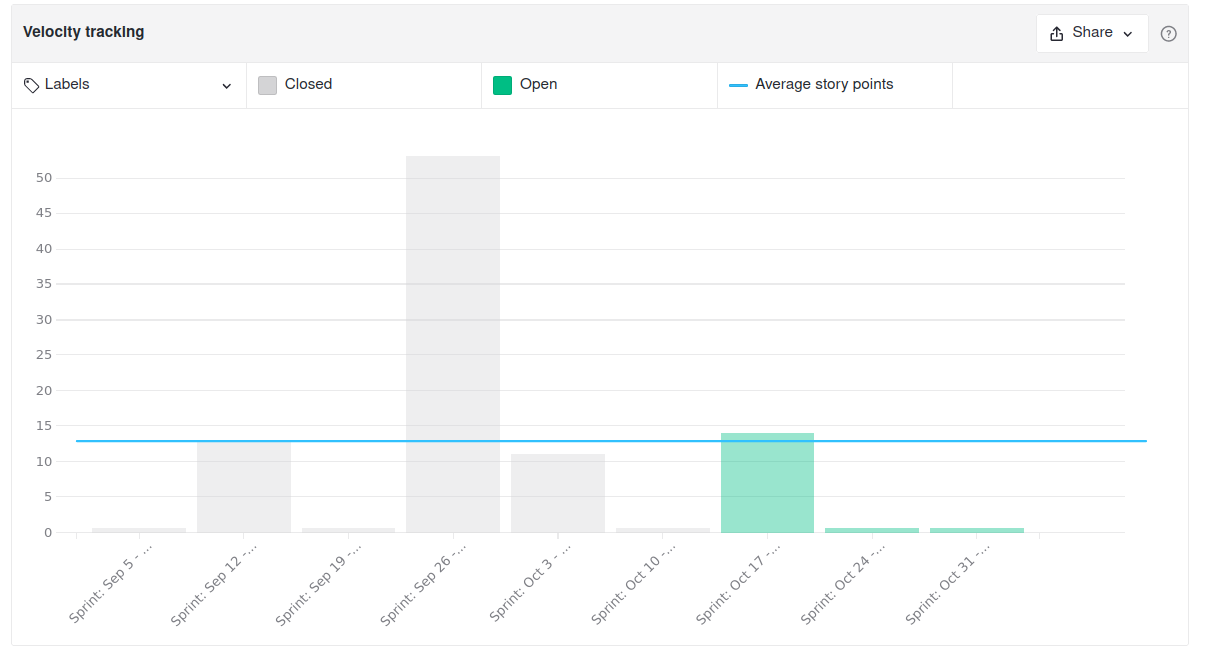 Velocity tracking
Share
Labels
Closed
Open
Average story points
50
45
40
35
30
25
20
15
10
5
0
Sprint: Sep 5 - ...
Sprint: Sep 12 -...
Sprint: Sep 19 -...
Sprint: Sep 26 -...
Sprint: Oct 3 - ...
Sprint: Oct 10 -...
Sprint: Oct 17 -...
Sprint: Oct 24 -...
Sprint: Oct 31 -...